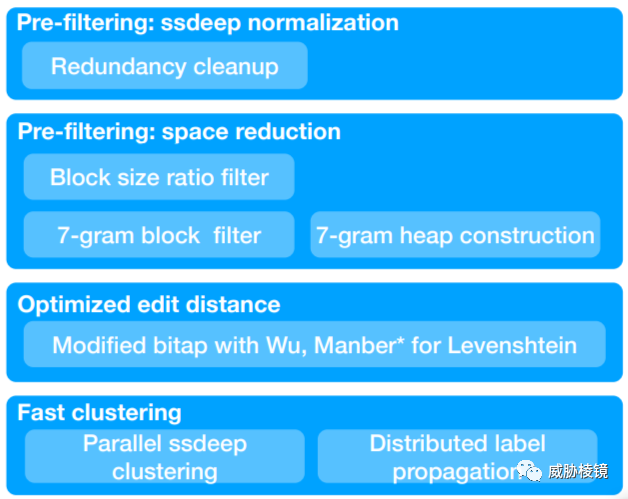 Pre-filtering: ssdeep normalization
Redundancy cleanup
Pre-filtering: space reduction
Block size ratio filter
7-gram block filter
7-gram heap construction
Optimized edit distance
Modified bitap with Wu, Manber* for Levenshtein
Fast clustering
Parallel ssdeep
clustering
Distributed label
propagation
威胁棱镜